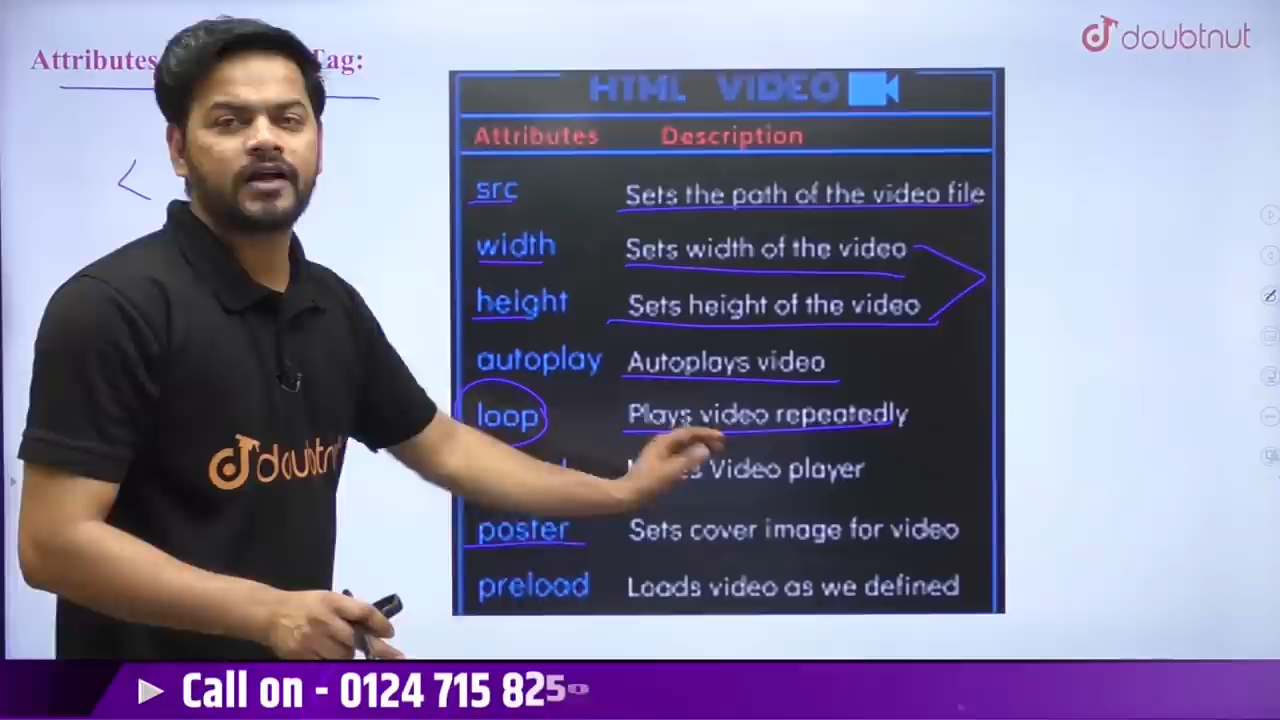 Attributes Tag:
doubtnut
HTML VIDEO
Attributes Description
src Sets the path of the video file
width Sets width of the video
height Sets height of the video
autoplay Autoplays video
loop Plays video repeatedly
Video player
poster Sets cover image for video
preload Loads video as we defined
<
Call on - 0124 715 825